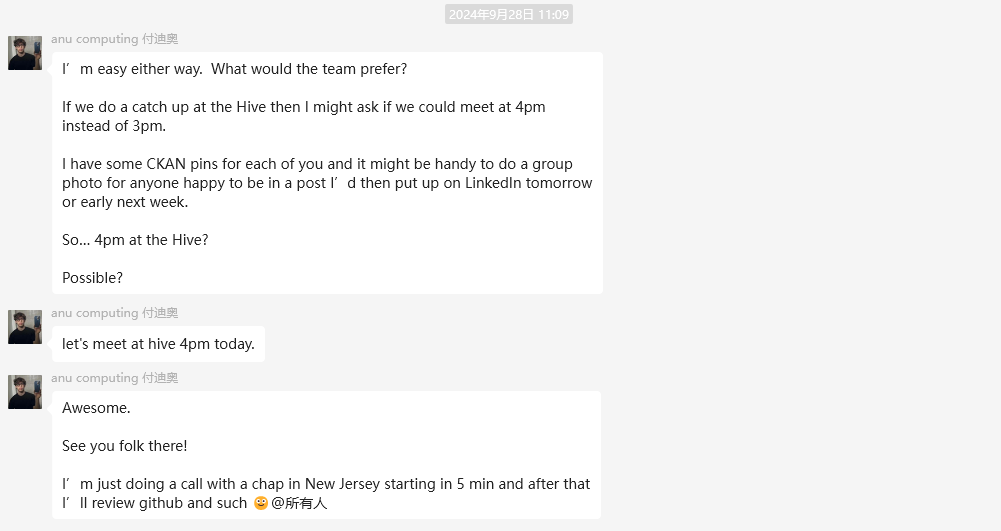 2024年9月28日 11:09
anu computing 付迪奥
I’m easy either way.  What would the team prefer?
If we do a catch up at the Hive then I might ask if we could meet at 4pm
instead of 3pm.
I have some CKAN pins for each of you and it might be handy to do a group
photo for anyone happy to be in a post I’d then put up on LinkedIn tomorrow
or early next week.
So... 4pm at the Hive?
Possible?
anu computing 付迪奥
let's meet at hive 4pm today.
anu computing 付迪奥
Awesome.
See you folk there!
I’m just doing a call with a chap in New Jersey starting in 5 min and after that
I’ll review github and such 🙂@所有人